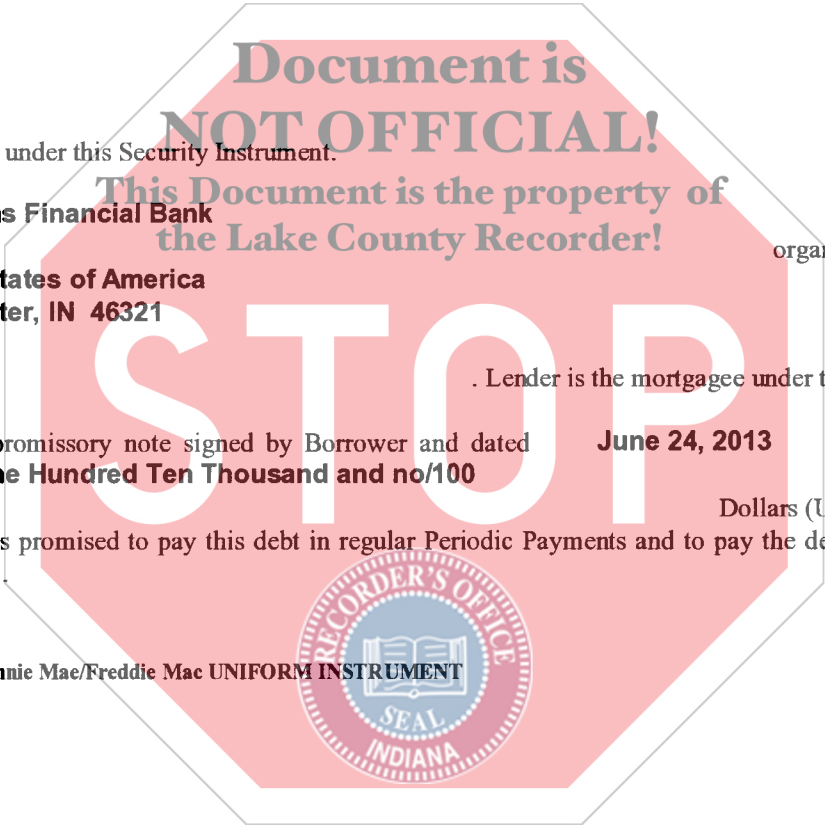 Document is
NOT OFFICIAL!
under this Security Instrument.
This Document is the property of
s Financial Bank
the Lake County Recorder!
organ
tates of America
ter, IN 46321
STOP
. Lender is the mortgagee under t
promissory note signed by Borrower and dated June 24, 2013
e Hundred Ten Thousand and no/100
Dollars (U
s promised to pay this debt in regular Periodic Payments and to pay the de
.
nie Mae/Freddie Mac UNIFORM INSTRUMENT
RECORDER'S OFFICE
SEAL
INDIANA